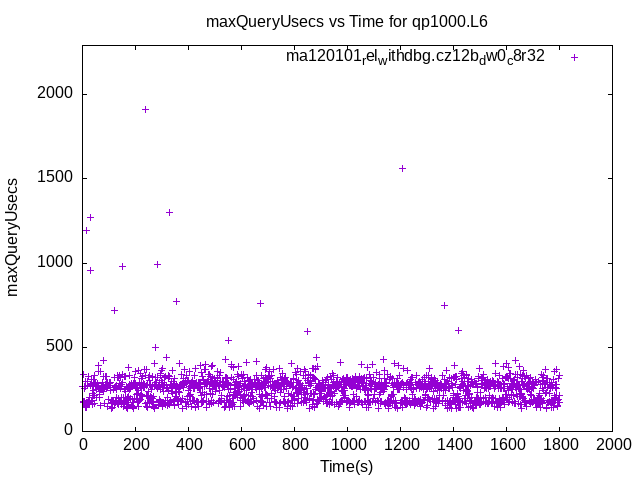 maxQueryUsecs vs Time for qp1000.L6
ma120101relwithdbg.cz12bdw0c8r32
maxQueryUsecs
2000
1500
1000
500
0
0 200 400 600 800 1000 1200 1400 1600 1800 2000
Time(s)